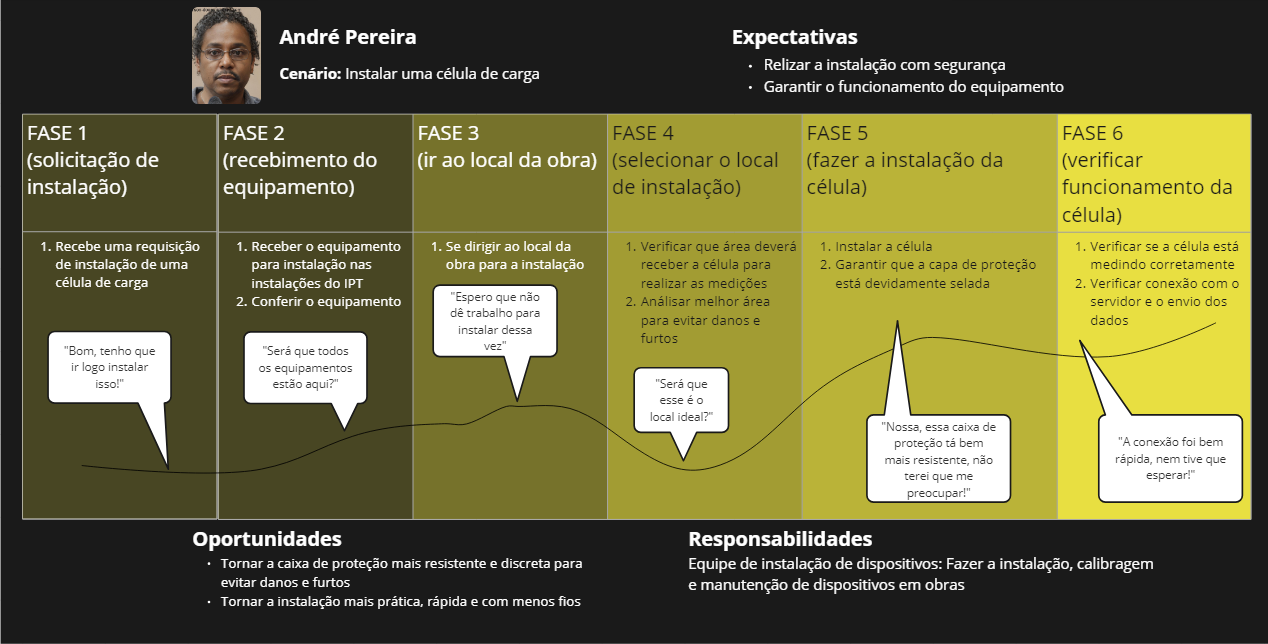 André Pereira
Cenário: Instalar uma célula de carga
Expectativas
• Relizar a instalação com segurança
• Garantir o funcionamento do equipamento
FASE 1
(solicitação de
instalação)
FASE 2
(recebimento do
equipamento)
FASE 3
(ir ao local da obra)
FASE 4
(selecionar o local
de instalação)
FASE 5
(fazer a instalação da
célula)
FASE 6
(verificar
funcionamento da
célula)
1. Recebe uma requisição
de instalação de uma
célula de carga
"Bom, tenho que
ir logo instalar
isso!"
1. Receber o equipamento
para instalação nas
instalações do IPT
2. Conferir o equipamento
"Será que todos
os equipamentos
estão aqui?"
1. Se dirigir ao local da
obra para a instalação
"Espero que não
dê trabalho para
instalar dessa
vez"
1. Verificar que área deverá
receber a célula para
realizar as medições
2. Análisar melhor área
para evitar danos e
furtos
"Será que
esse é o
local ideal?"
1. Instalar a célula
2. Garantir que a capa de proteção
está devidamente selada
"Nossa, essa caixa de
proteção tá bem
mais resistente, não
terei que me
preocupar!"
1. Verificar se a célula está
medindo corretamente
2. Verificar conexão com o
servidor e o envio dos
dados
"A conexão foi bem
rápida, nem tive que
esperar!"
Oportunidades
• Tornar a caixa de proteção mais resistente e discreta para
evitar danos e furtos
• Tornar a instalação mais prática, rápida e com menos fios
Responsabilidades
Equipe de instalação de dispositivos: Fazer a instalação, calibragem
e manutenção de dispositivos em obras